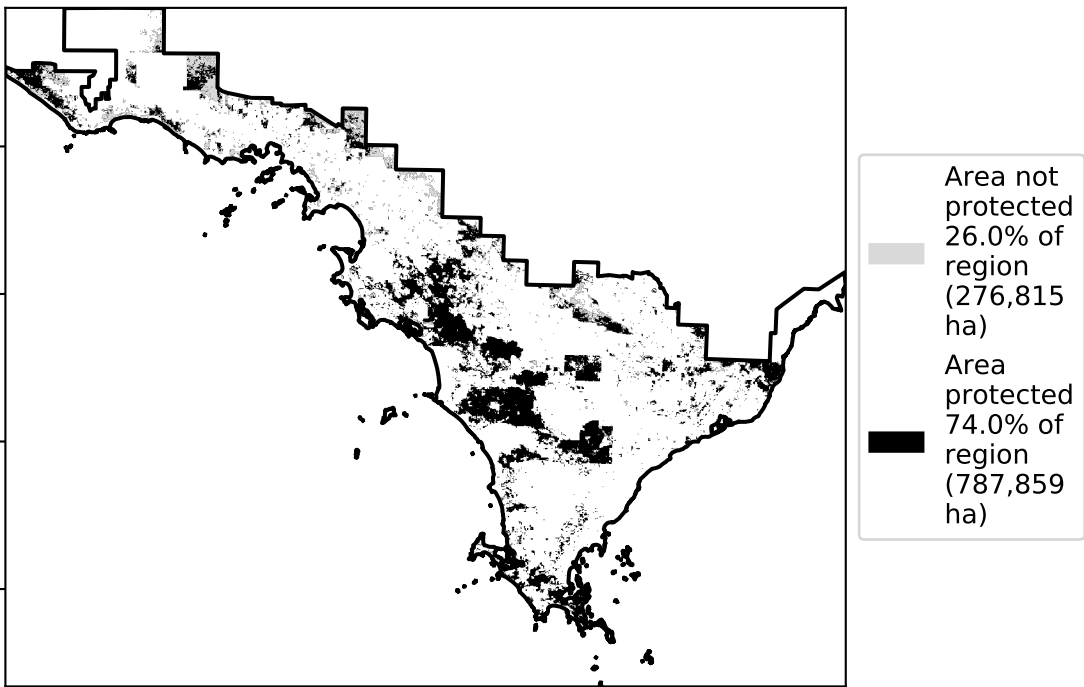 Area not
protected
26.0% of
region
(276,815
ha)
Area
protected
74.0% of
region
(787,859
ha)